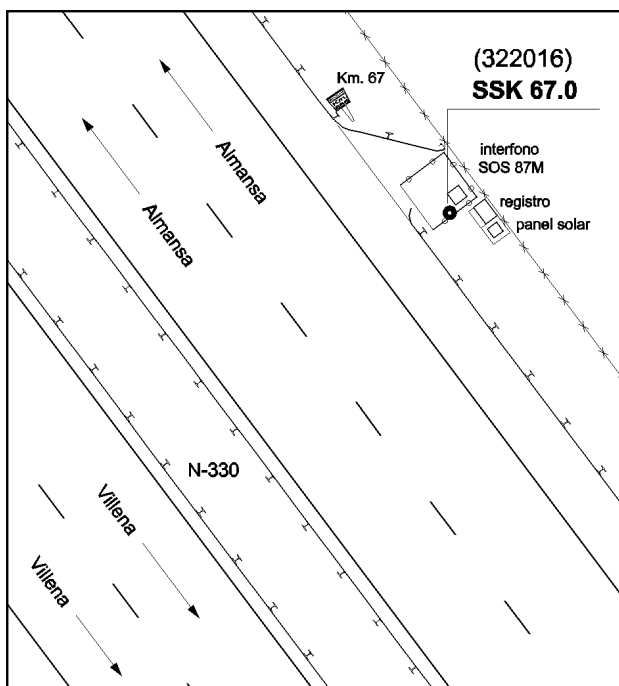 (322016)
SSK 67.0
Km. 67
interfono
SOS 87M
registro
panel solar
Almansa
Almansa
N-330
Villena
Villena